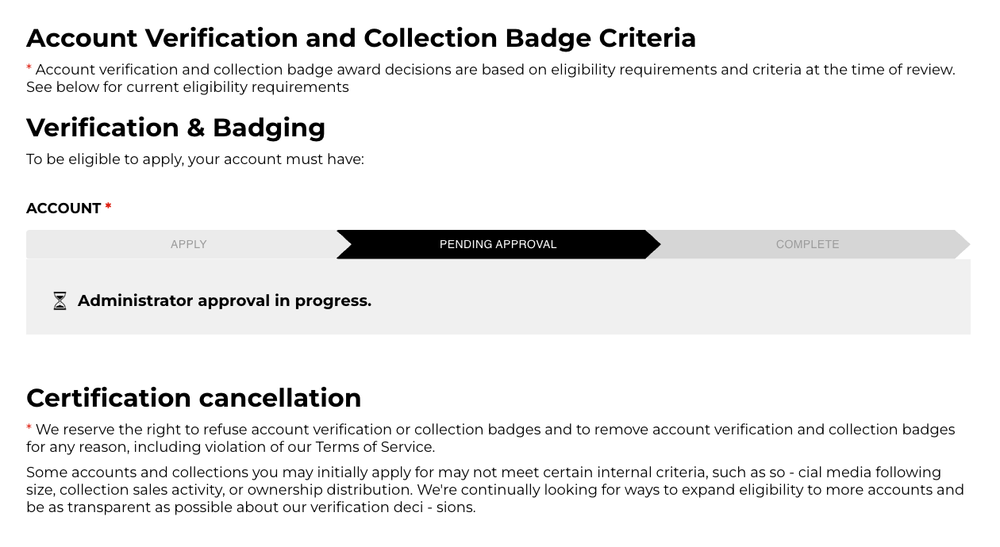 Account Verification and Collection Badge Criteria
* Account verification and collection badge award decisions are based on eligibility requirements and criteria at the time of review.
See below for current eligibility requirements
Verification & Badging
To be eligible to apply, your account must have:
ACCOUNT *
APPLY
PENDING APPROVAL
COMPLETE
Administrator approval in progress.
Certification cancellation
* We reserve the right to refuse account verification or collection badges and to remove account verification and collection badges
for any reason, including violation of our Terms of Service.
Some accounts and collections you may initially apply for may not meet certain internal criteria, such as so - cial media following
size, collection sales activity, or ownership distribution. We're continually looking for ways to expand eligibility to more accounts and
be as transparent as possible about our verification deci - sions.